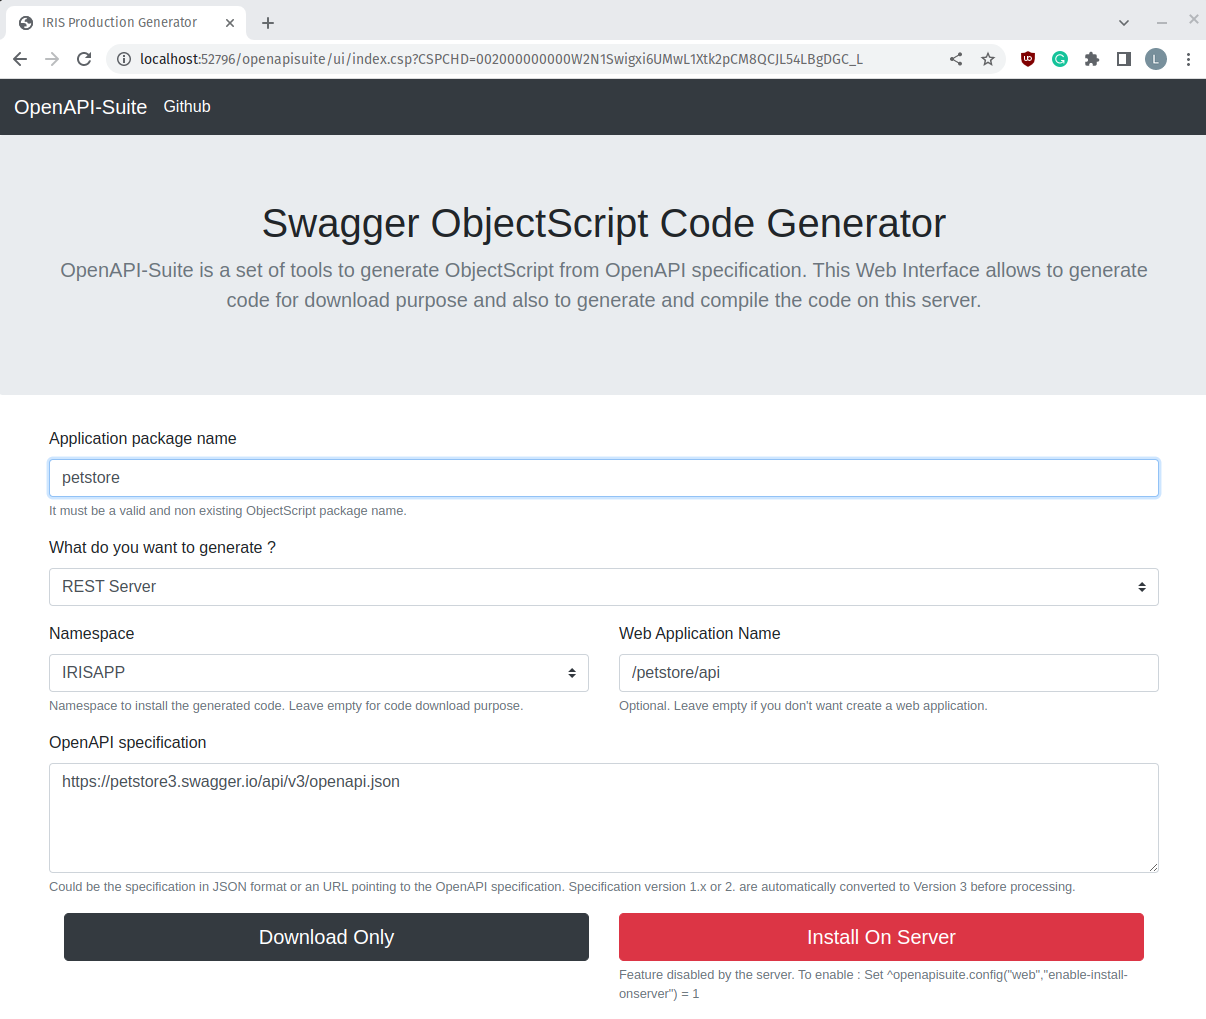 IRIS Production Generator
localhost:52796/openapisuite/ui/index.csp?CSPCHD=002000000000W2N1Swigxi6UMwL1Xtk2pCM8QCJL54LBgDGC_L
L
OpenAPI-Suite Github
Swagger ObjectScript Code Generator
OpenAPI-Suite is a set of tools to generate ObjectScript from OpenAPI specification. This Web Interface allows to generate
code for download purpose and also to generate and compile the code on this server.
Application package name
petstore
It must be a valid and non existing ObjectScript package name.
What do you want to generate ?
REST Server
Namespace Web Application Name
IRISAPP /petstore/api
Namespace to install the generated code. Leave empty for code download purpose. Optional. Leave empty if you don't want create a web application.
OpenAPI specification
https://petstore3.swagger.io/api/v3/openapi.json
Could be the specification in JSON format or an URL pointing to the OpenAPI specification. Specification version 1.x or 2. are automatically converted to Version 3 before processing.
Download Only Install On Server
Feature disabled by the server. To enable : Set ^openapisuite.config("web","enable-install-
onserver") = 1